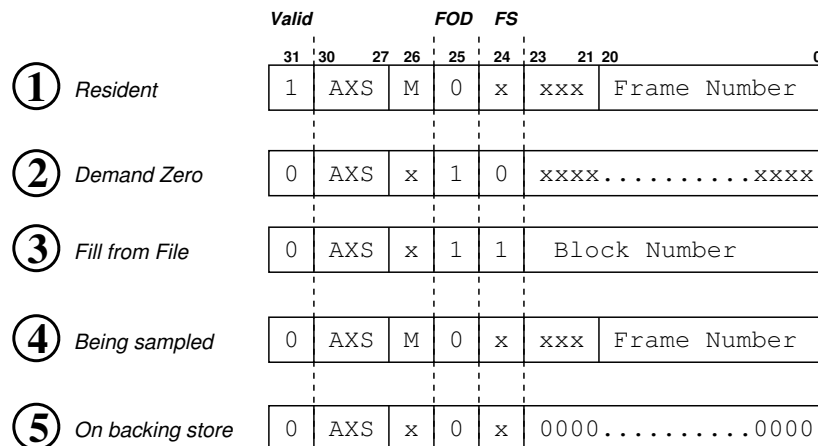 Valid FOD FS
31 30 27 26 25 24 23 21 20 0
1 Resident 1 AXS M 0 x xxx Frame Number
2 Demand Zero 0 AXS x 1 0 xxxx..........xxxx
3 Fill from File 0 AXS x 1 1 Block Number
4 Being sampled 0 AXS M 0 x xxx Frame Number
5 On backing store 0 AXS x 0 x 0000..........0000